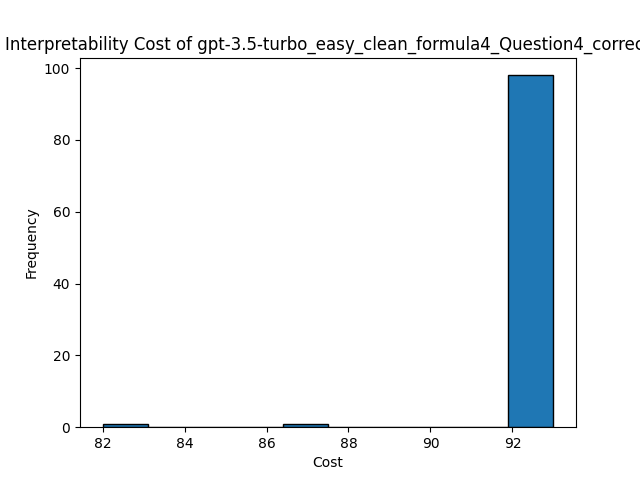 Interpretability Cost of gpt-3.5-turbo_easy_clean_formula4_Question4_correc
100
80
60
40
20
0
Frequency
82 84 86 88 90 92
Cost